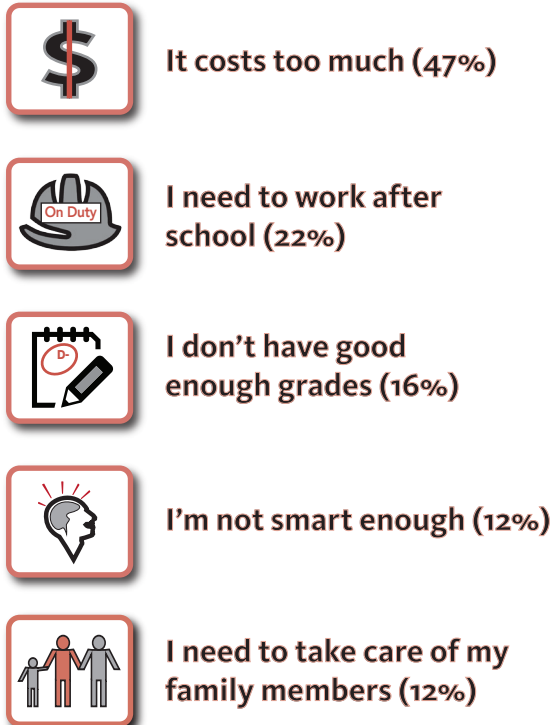 $
It costs too much (47%)
On Duty
I need to work after
school (22%)
D-
I don't have good
enough grades (16%)
I'm not smart enough (12%)
I need to take care of my
family members (12%)